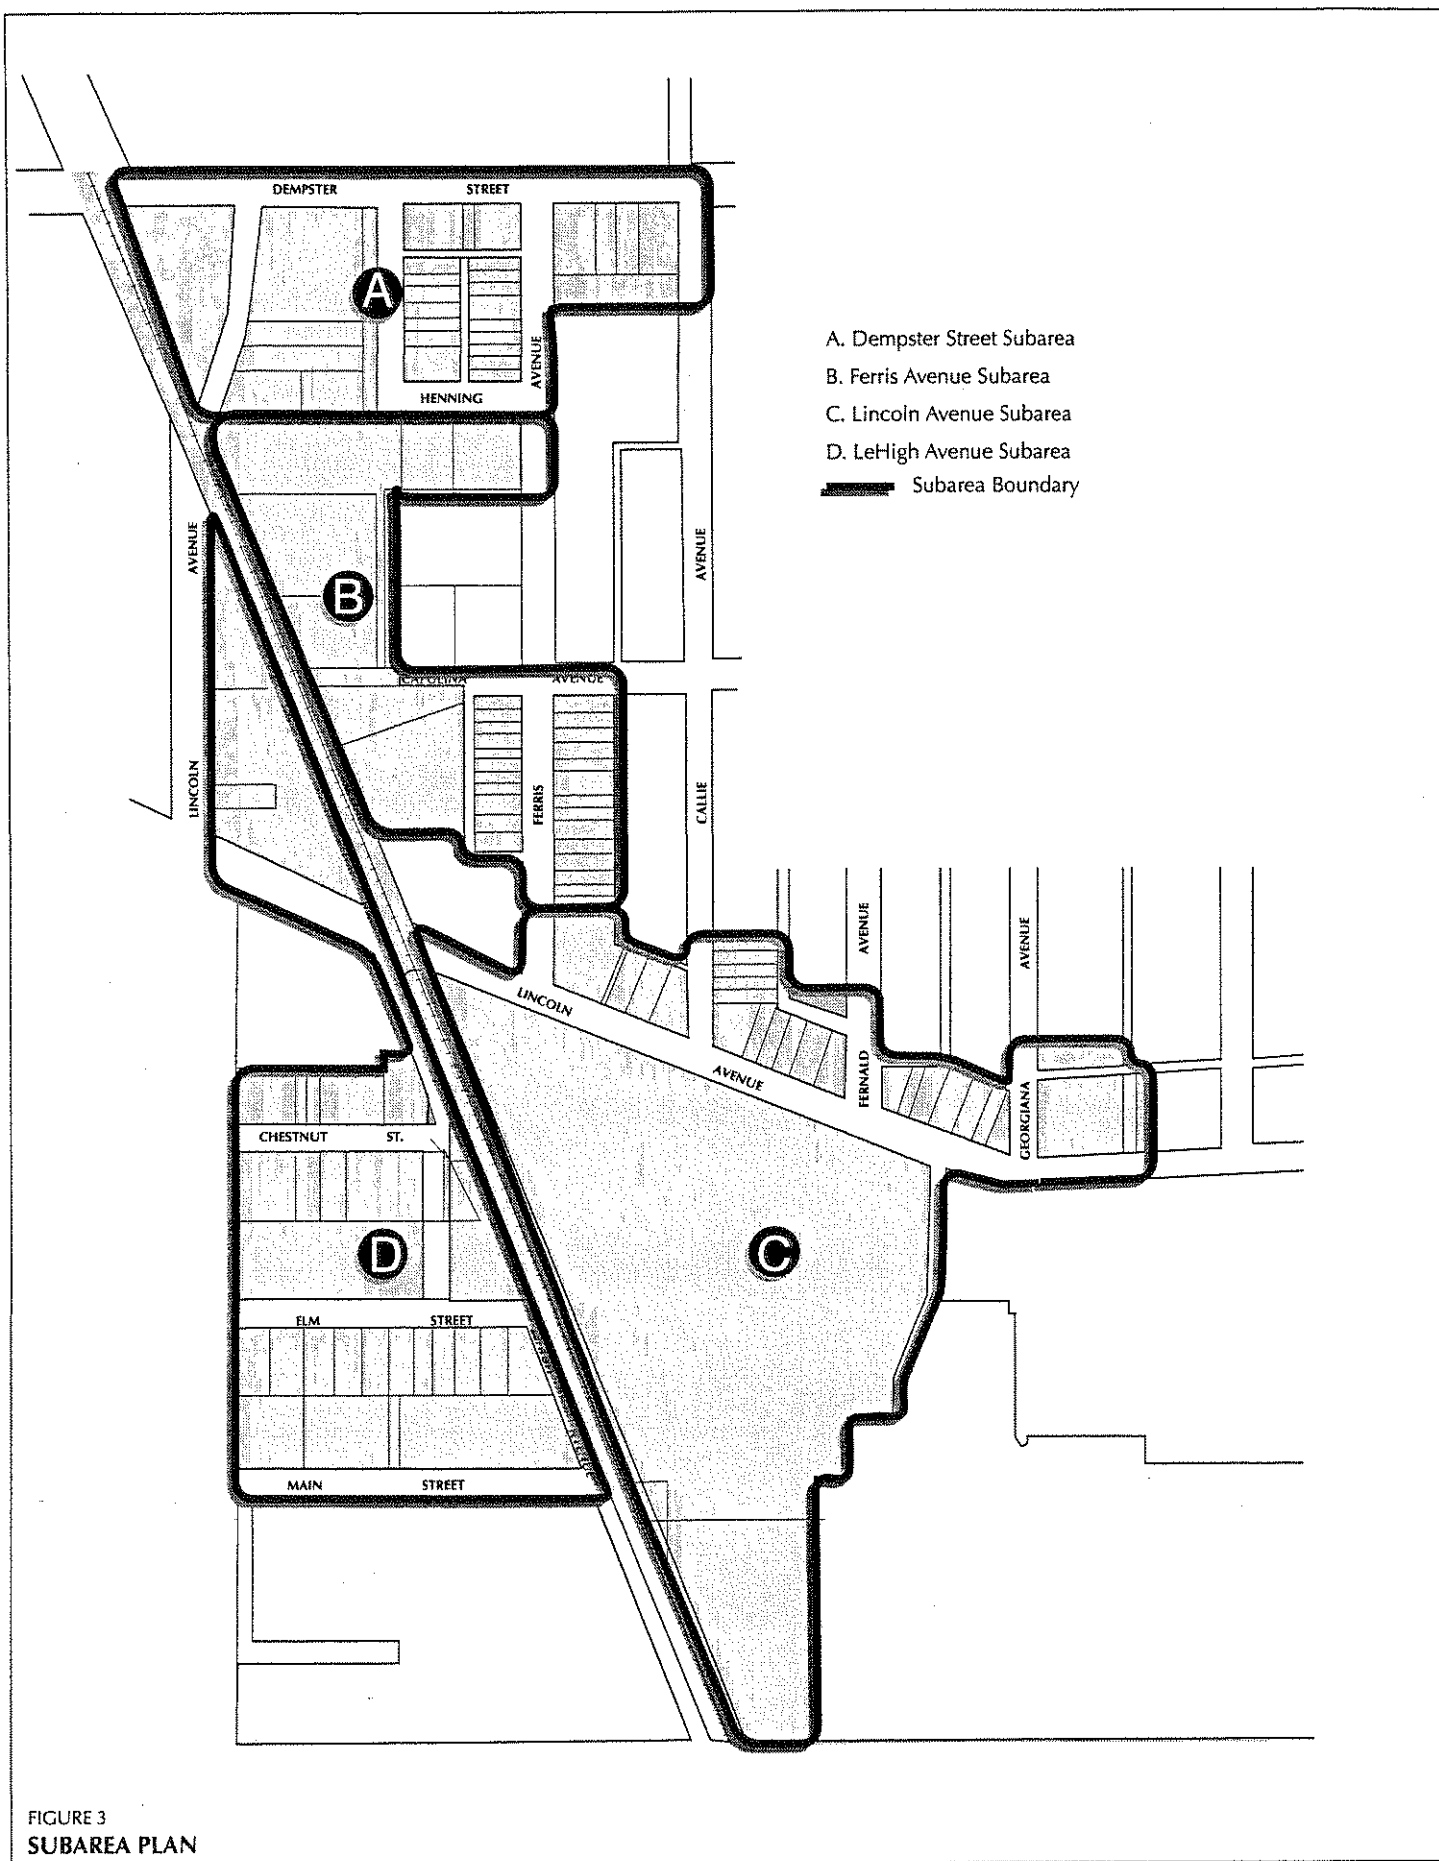 DEMPSTER STREET
A
AVENUE
HENNING
A. Dempster Street Subarea
B. Ferris Avenue Subarea
C. Lincoln Avenue Subarea
D. LeHigh Avenue Subarea
Subarea Boundary
AVENUE
AVENUE
B
CAPULINA AVENUE
LINCOLN
FERRIS
CALLIE
AVENUE
AVENUE
LINCOLN
AVENUE
FERNALD
GEORGIANA
CHESTNUT ST.
D
C
ELM STREET
AVENUE
MAIN STREET
FIGURE 3
SUBAREA PLAN